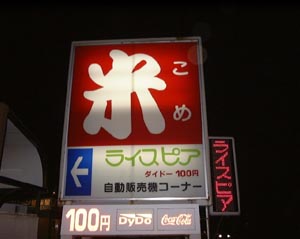 米
こめ
ライスピア
ダイドー 100円
自動販売機コーナー
100円 DyDo Coca-Cola
ライスピア